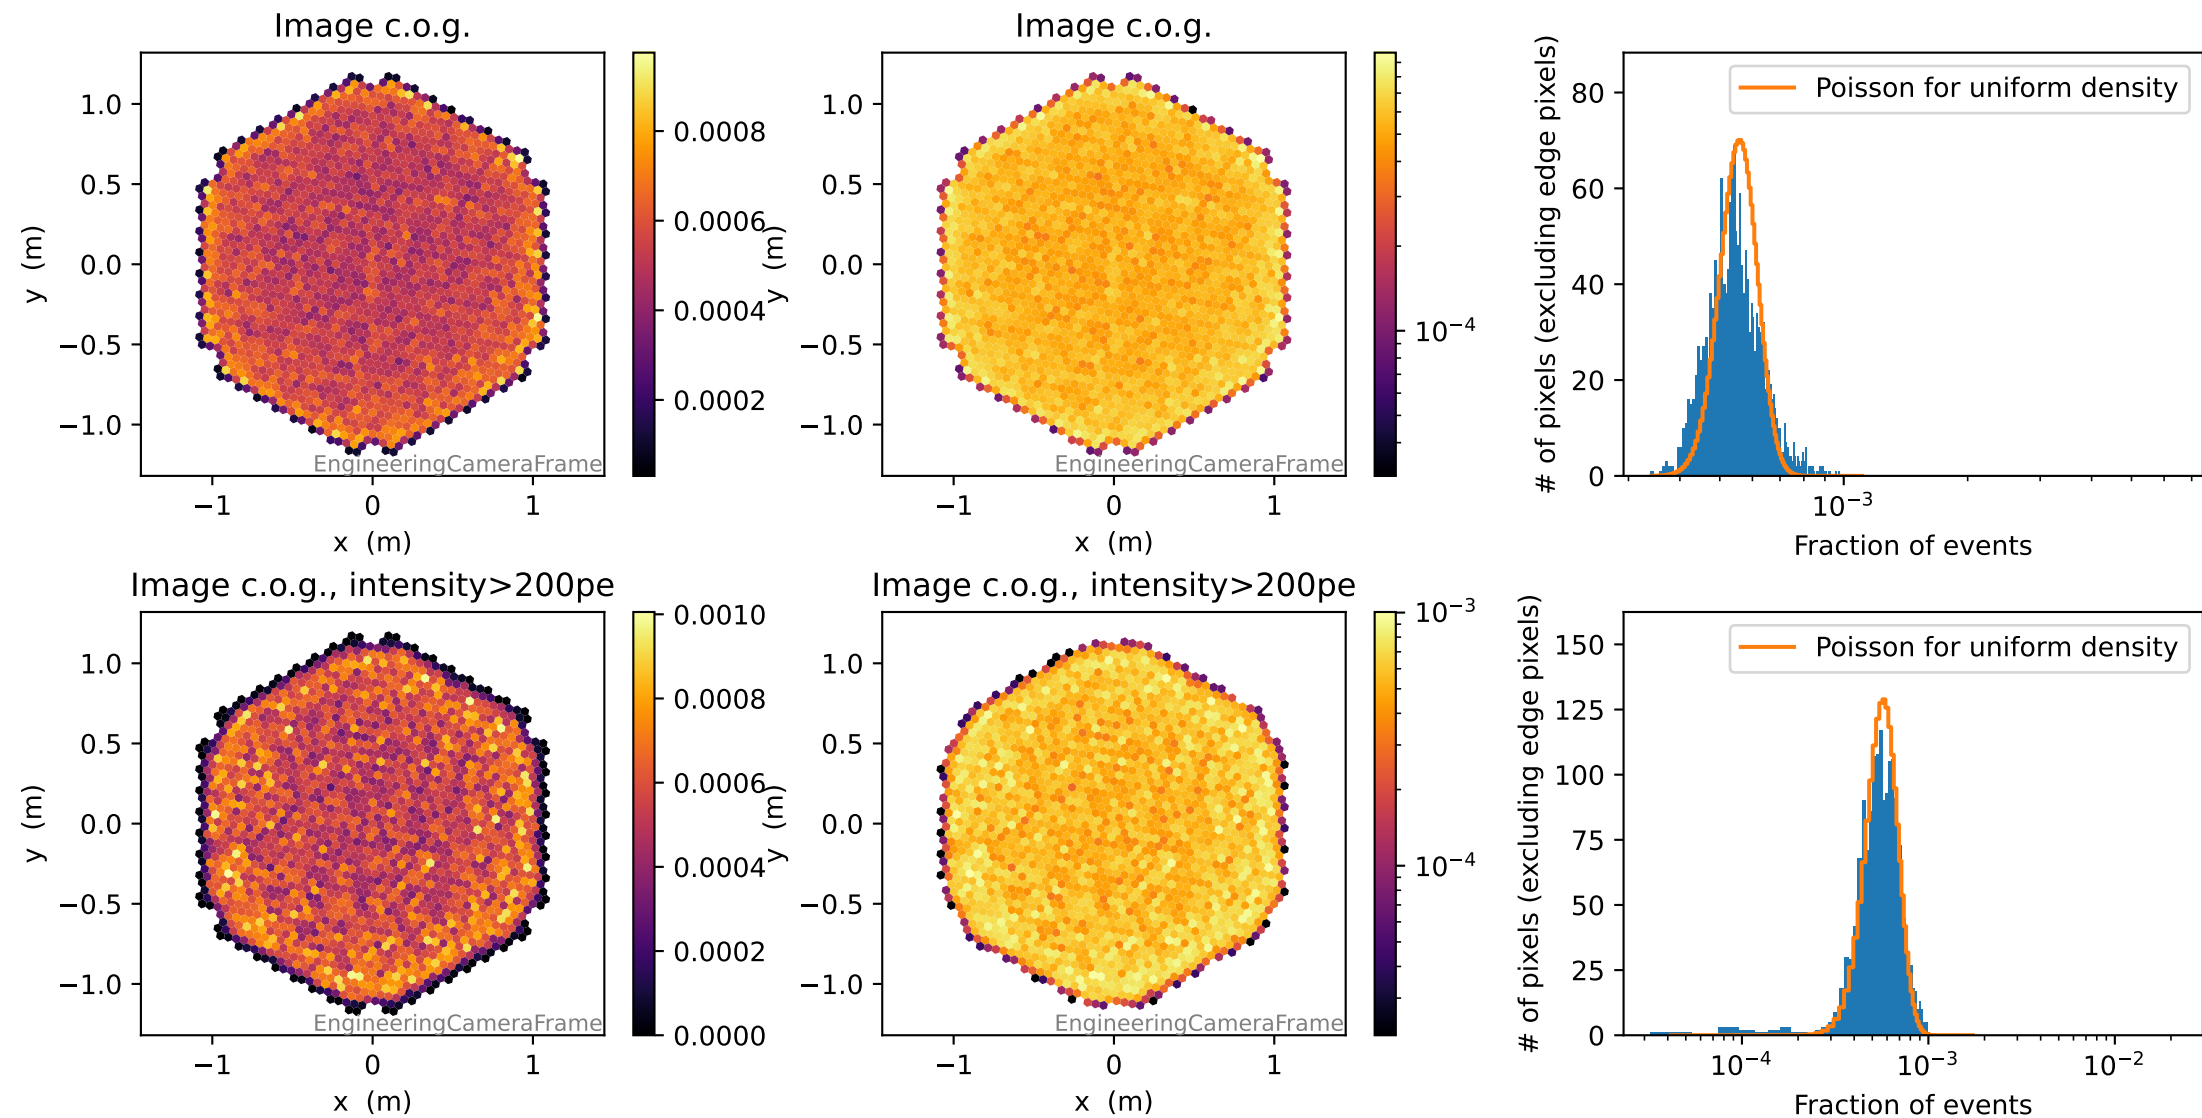 Image c.o.g.
1.0
0.5
0.0
−0.5
−1.0
y (m)
−1
0
1
x (m)
EngineeringCameraFrame
0.0008
0.0006
0.0004
0.0002
Image c.o.g.
1.0
0.5
0.0
−0.5
−1.0
y (m)
−1
0
1
x (m)
EngineeringCameraFrame
10⁻⁴
# of pixels (excluding edge pixels)
80
60
40
20
0
Poisson for uniform density
10⁻³
Fraction of events
Image c.o.g., intensity>200pe
1.0
0.5
0.0
−0.5
−1.0
y (m)
−1
0
1
x (m)
EngineeringCameraFrame
0.0010
0.0008
0.0006
0.0004
0.0002
0.0000
Image c.o.g., intensity>200pe
1.0
0.5
0.0
−0.5
−1.0
y (m)
−1
0
1
x (m)
EngineeringCameraFrame
10⁻³
10⁻⁴
# of pixels (excluding edge pixels)
150
125
100
75
50
25
0
Poisson for uniform density
10⁻⁴
10⁻³
10⁻²
Fraction of events